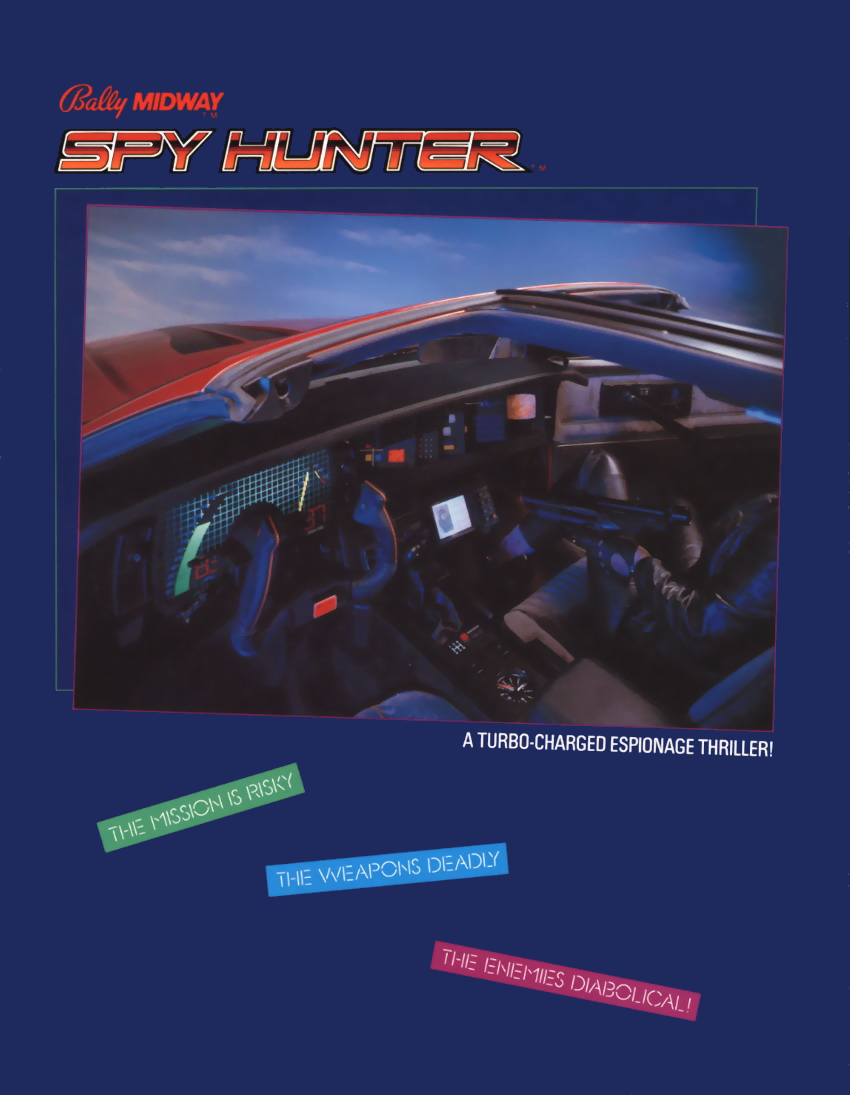 Bally MIDWAY TM
SPY HUNTER TM
A TURBO-CHARGED ESPIONAGE THRILLER!
THE MISSION IS RISKY
THE WEAPONS DEADLY
THE ENEMIES DIABOLICAL!